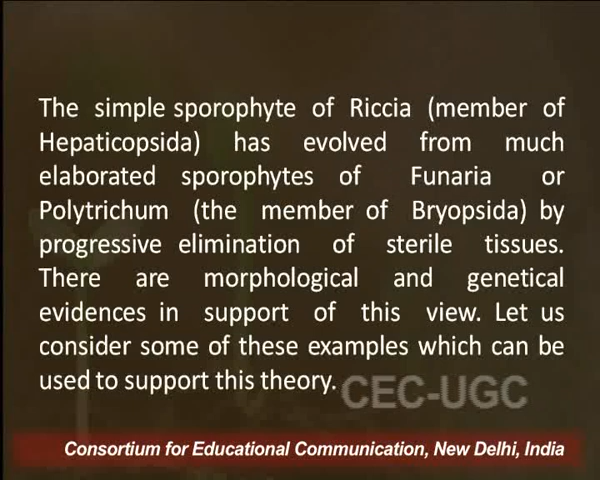 The simple sporophyte of Riccia (member of
Hepaticopsida) has evolved from much
elaborated sporophytes of Funaria or
Polytrichum (the member of Bryopsida) by
progressive elimination of sterile tissues.
There are morphological and genetical
evidences in support of this view. Let us
consider some of these examples which can be
used to support this theory.
CEC-UGC
Consortium for Educational Communication, New Delhi, India